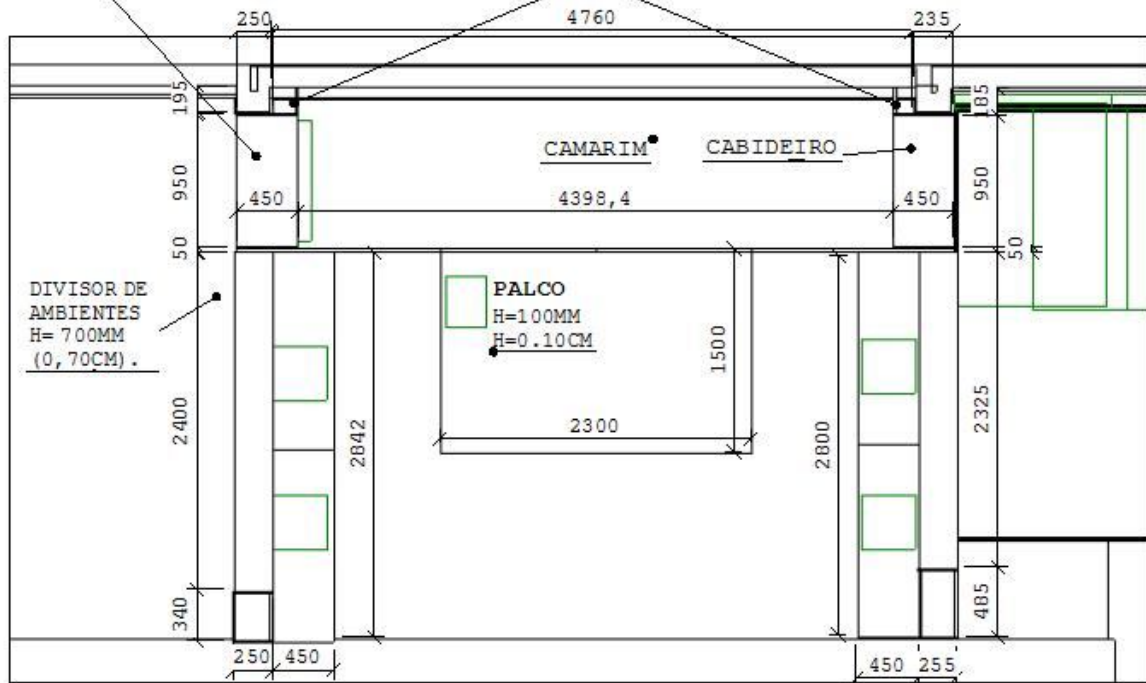 250
4760
235
195
185
CAMARIM
CABIDEIRO
950
450
4398,4
450
950
50
50
DIVISOR DE
AMBIENTES
H= 700MM
(0,70CM).
PALCO
H=100MM
H=0.10CM
1500
2400
2842
2300
2800
2325
340
485
250
450
450
255